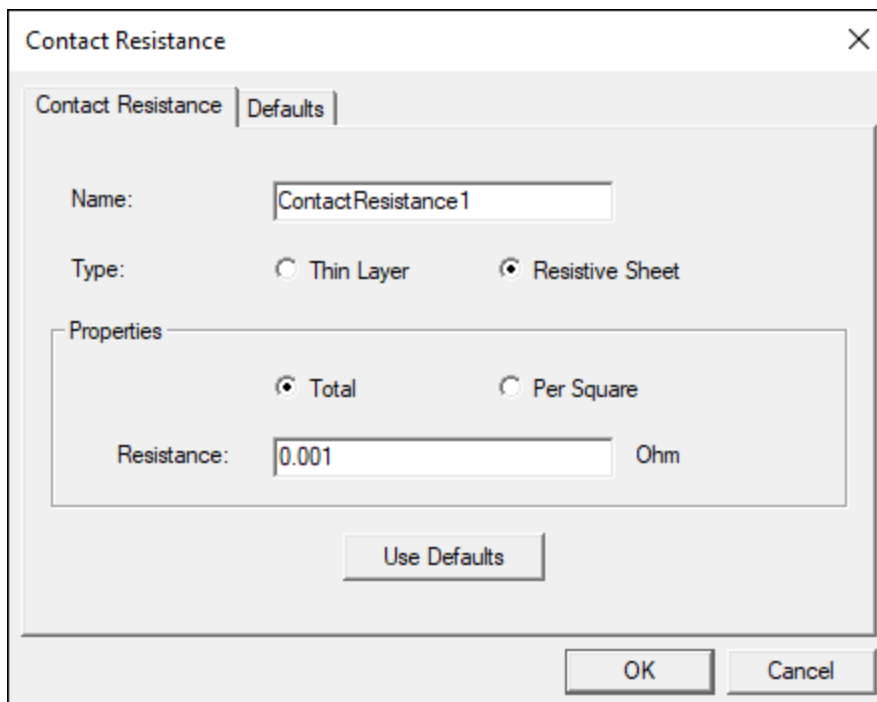 Contact Resistance
Contact Resistance Defaults
Name: ContactResistance1
Type: Thin Layer Resistive Sheet
Properties
Total Per Square
Resistance: 0.001 Ohm
Use Defaults
OK Cancel